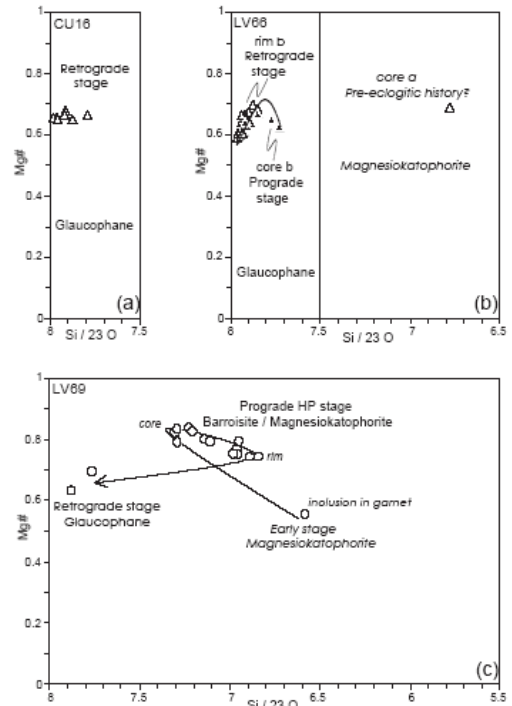 CU16
Retrograde
stage
Mg#
Glaucophane
(a)
1
0.8
0.6
0.4
0.2
0
8
7.5
Si / 23 O
LV66
rim b
Retrograde
stage
core a
Pre-eclogitic history?
core b
Prograde
stage
Magnesiokatophorite
Mg#
Glaucophane
(b)
1
0.8
0.6
0.4
0.2
0
8
7.5
7
6.5
Si / 23 O
LV69
Prograde HP stage
Barroisite / Magnesiokatophorite
core
rim
Retrograde stage
Glaucophane
inclusion in garnet
Early stage
Magnesiokatophorite
Mg#
(c)
1
0.8
0.6
0.4
0.2
0
8
7.5
7
6.5
6
5.5
Si / 23 O